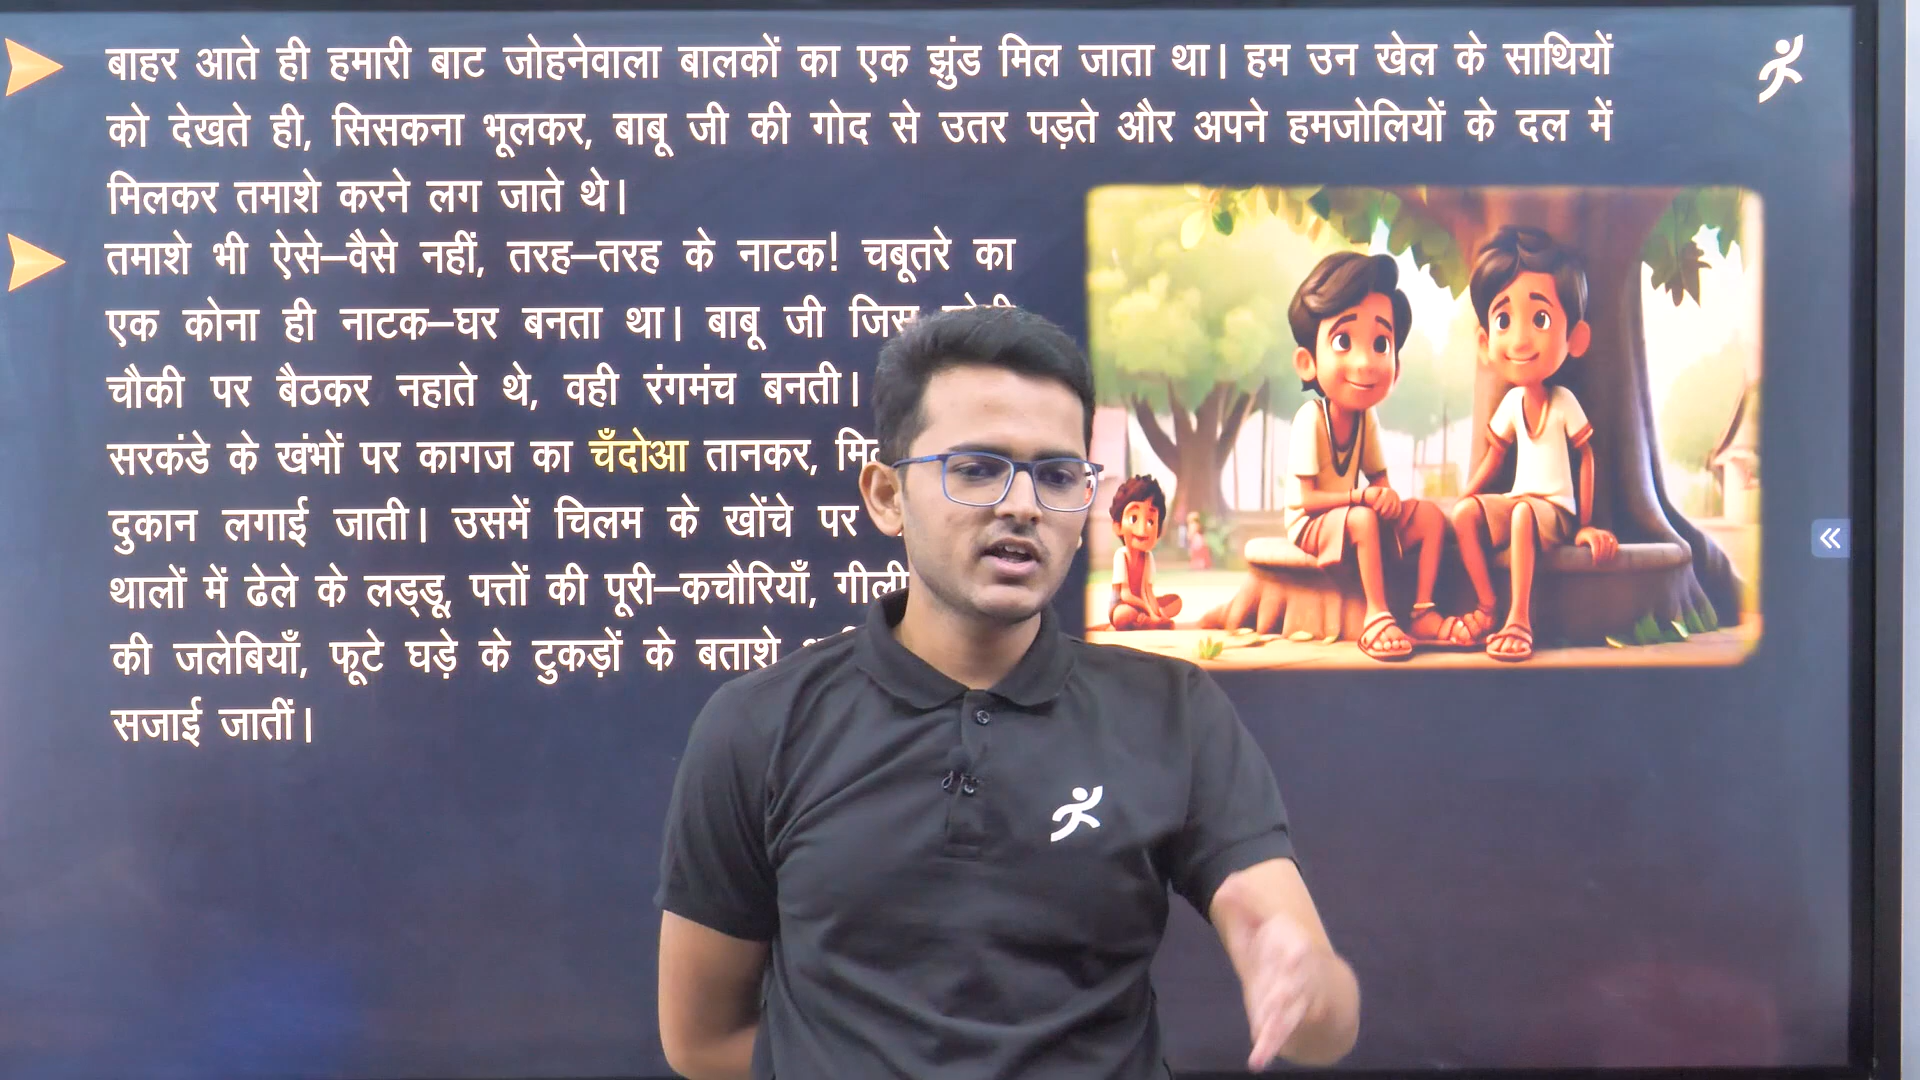 बाहर आते ही हमारी बाट जोहनेवाला बालकों का एक झुंड मिल जाता था। हम उन खेल के साथियों
को देखते ही, सिसकना भूलकर, बाबू जी की गोद से उतर पड़ते और अपने हमजोलियों के दल में
मिलकर तमाशे करने लग जाते थे।
तमाशे भी ऐसे–वैसे नहीं, तरह–तरह के नाटक! चबूतरे का
एक कोना ही नाटक–घर बनता था। बाबू जी जिस
चौकी पर बैठकर नहाते थे, वही रंगमंच बनती।
सरकंडे के खंभों पर कागज का चँदोआ तानकर,
दुकान लगाई जाती। उसमें चिलम के खोंचे पर
थालों में ढेले के लड्डू, पत्तों की पूरी–कचौरियाँ, गीली
की जलेबियाँ, फूटे घड़े के टुकड़ों के बताशे
सजाई जातीं।